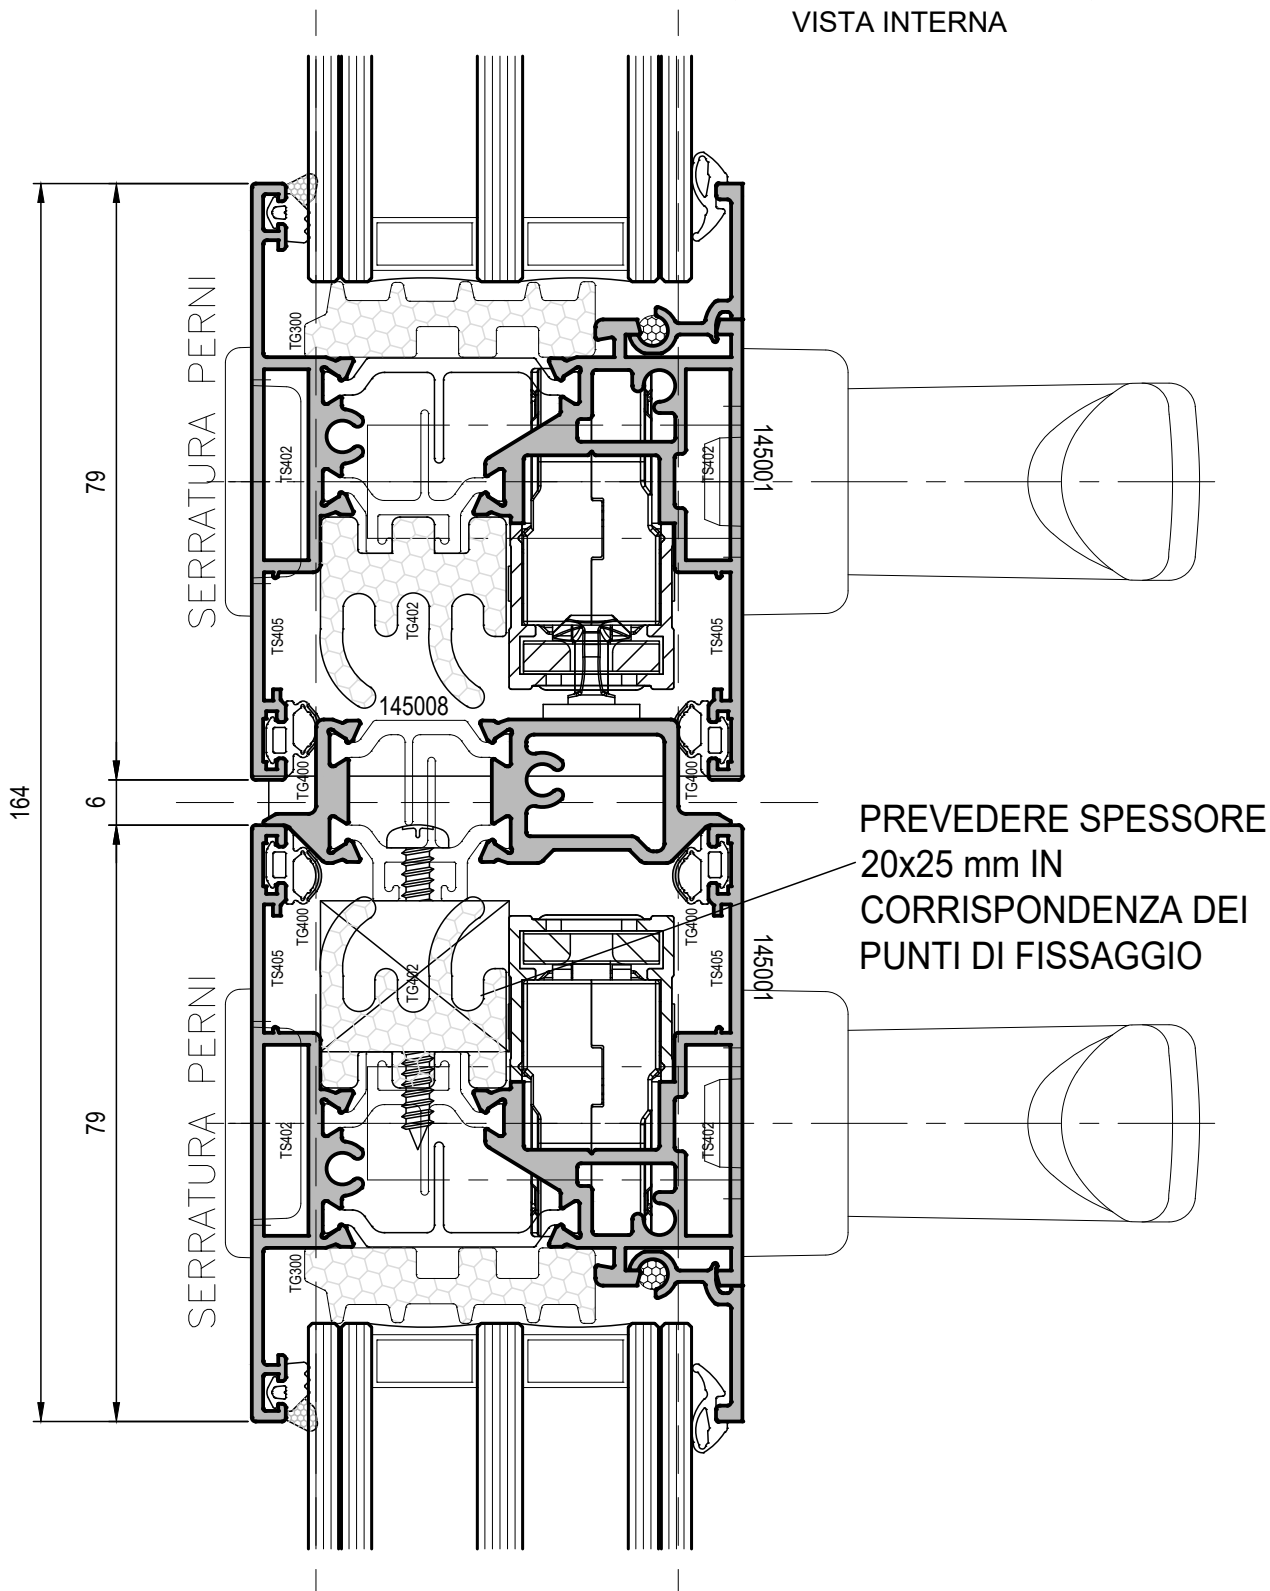 VISTA INTERNA
TG300
SERRATURA PERNI
TS402
TS402
145001
79
TS405
TG402
TS405
145008
TG400
TG400
164
6
PREVEDERE SPESSORE
20x25 mm IN
CORRISPONDENZA DEI
PUNTI DI FISSAGGIO
TG400
TG400
TS405
TG402
TS405
145001
SERRATURA PERNI
79
TS402
TS402
TG300